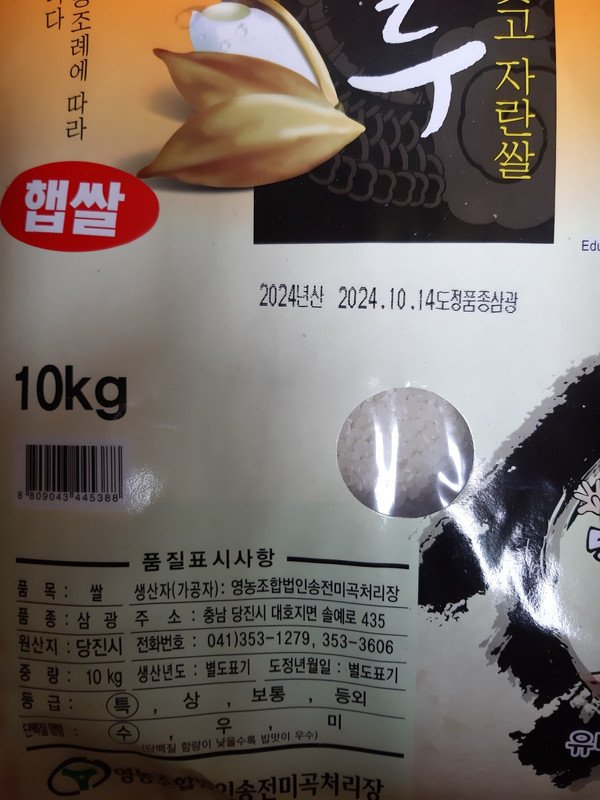 조례에 따라
루
고 자란쌀
햅쌀
Edu
2024년산 2024.10.14도정품종삼광
10kg
8 809043 445388
품질표시사항
품 목 : 쌀 생산자(가공자) : 영농조합법인송전미곡처리장
품 종 : 삼 광 주 소 : 충남 당진시 대호지면 솔예로 435
원산지 : 당진시 전화번호 : 041)353-1279, 353-3606
중 량 : 10 kg 생산년도 : 별도표기 도정년월일 : 별도표기
등 급 : 특 , 상 , 보통 , 등외
단백질함량 : 수 , 우 , 미
(단백질 함량이 낮을수록 밥맛이 우수)
영농조합법인송전미곡처리장
유